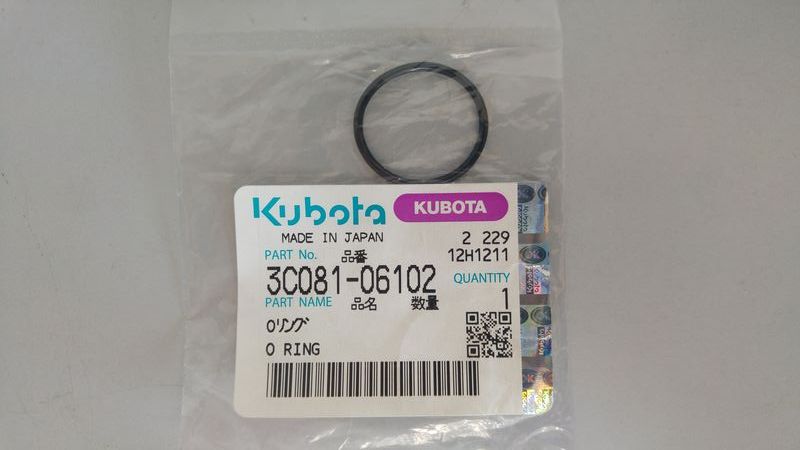 Kubota KUBOTA
MADE IN JAPAN 2 229
PART No. 品番 12H1211
3C081-06102 QUANTITY
PART NAME 品名 数量 1
Oリング
O RING